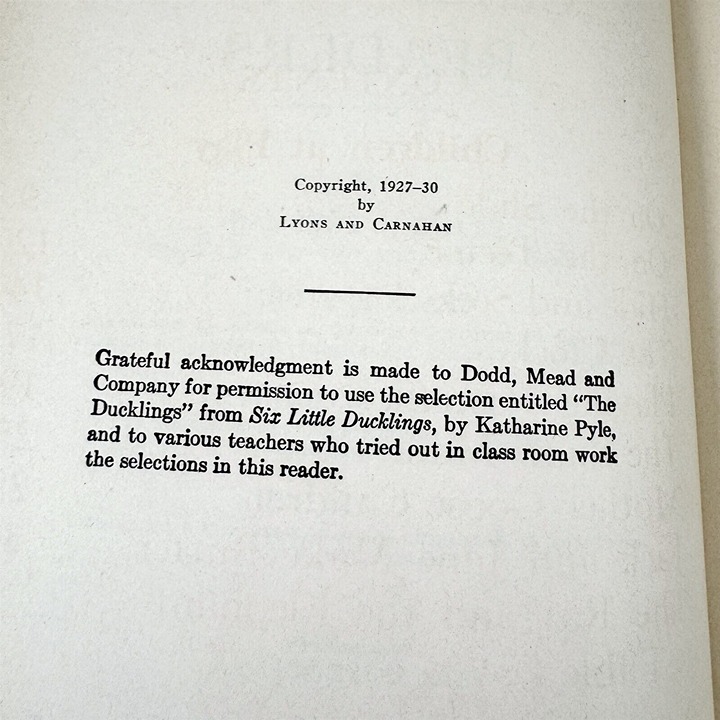 Copyright, 1927–30
by
LYONS AND CARNAHAN
Grateful acknowledgment is made to Dodd, Mead and
Company for permission to use the selection entitled “The
Ducklings” from Six Little Ducklings, by Katharine Pyle,
and to various teachers who tried out in class room work
the selections in this reader.